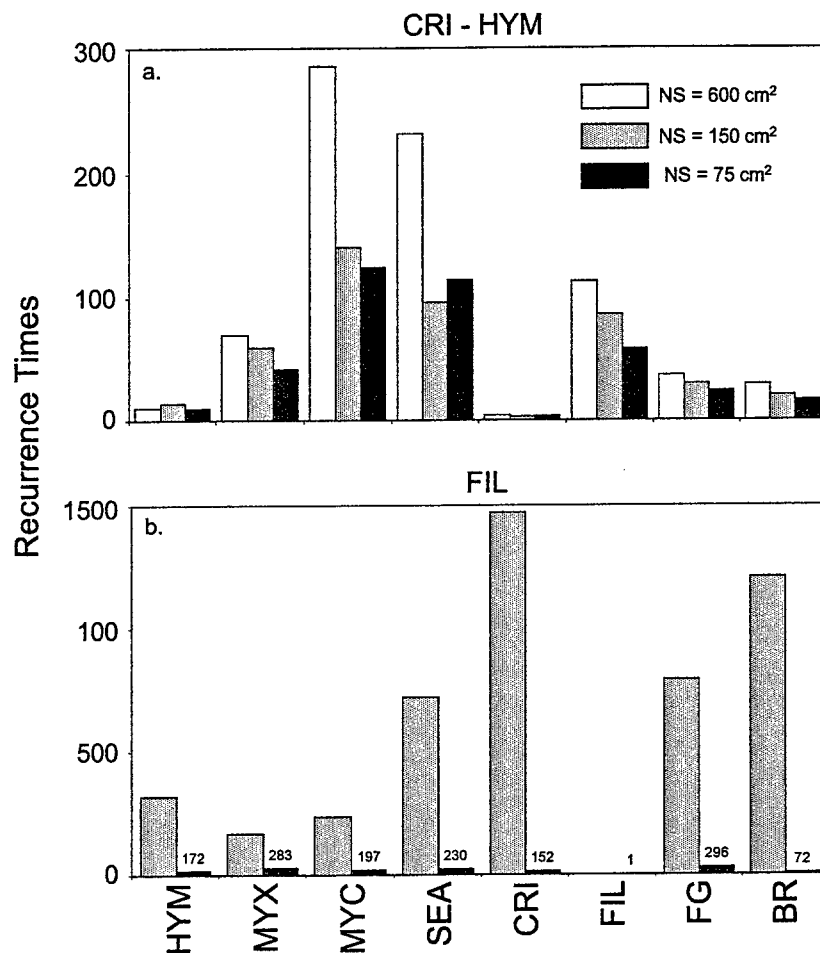 CRI - HYM
300
a.
NS = 600 cm²
NS = 150 cm²
NS = 75 cm²
200
100
0
Recurrence Times
FIL
1500
b.
100
500
0
172
283
197
230
152
1
296
72
HYM
MYX
MYC
SEA
CRI
FIL
FG
BR